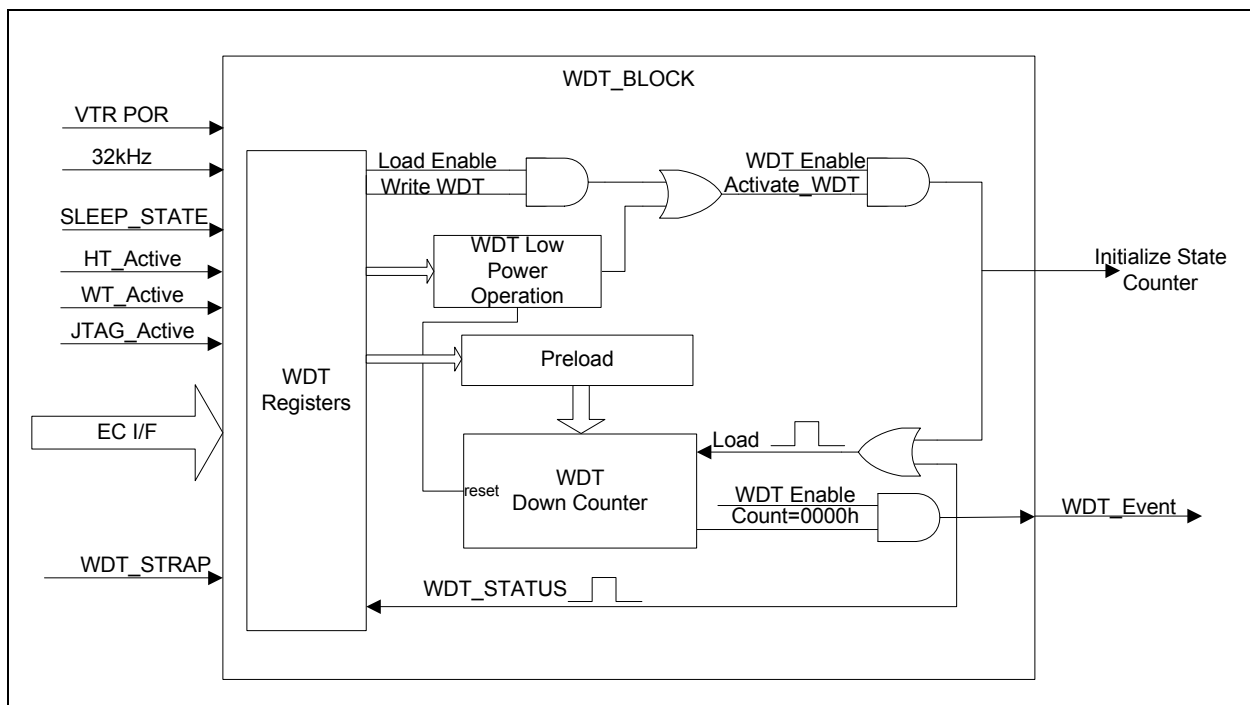 WDT_BLOCK
VTR POR
32kHz
SLEEP_STATE
HT_Active
WT_Active
JTAG_Active
EC I/F
WDT_STRAP
WDT
Registers
Load Enable
Write WDT
WDT Enable
Activate_WDT
WDT Low
Power
Operation
Initialize State
Counter
Preload
Load
WDT
Down Counter
reset
WDT Enable
Count=0000h
WDT_Event
WDT_STATUS